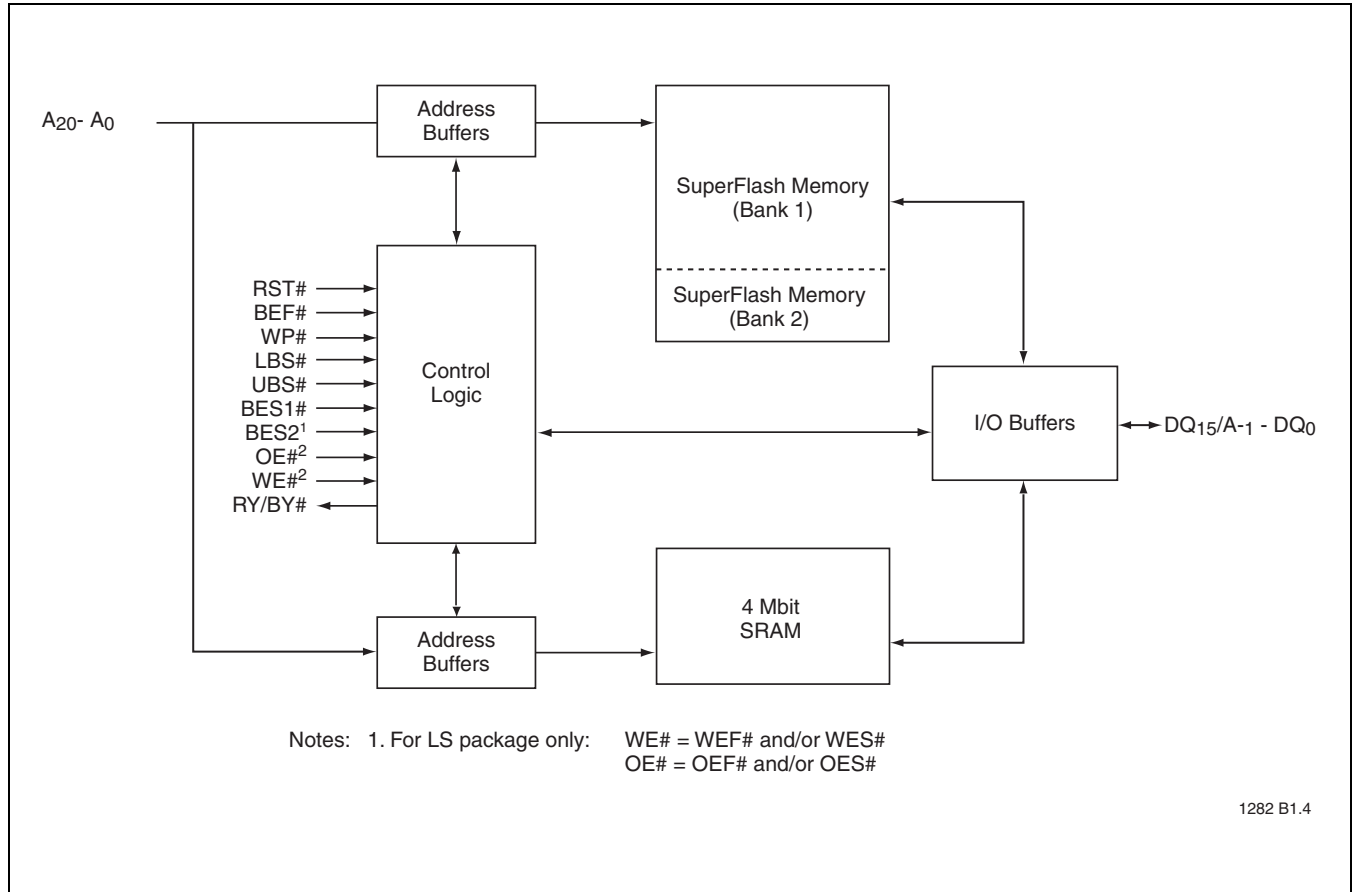 A20- A0
Address
Buffers
SuperFlash Memory
(Bank 1)
SuperFlash Memory
(Bank 2)
RST#
BEF#
WP#
LBS#
UBS#
BES1#
BES2¹
OE#²
WE#²
RY/BY#
Control
Logic
I/O Buffers
DQ15/A-1 - DQ0
Address
Buffers
4 Mbit
SRAM
Notes: 1. For LS package only: WE# = WEF# and/or WES#
OE# = OEF# and/or OES#
1282 B1.4